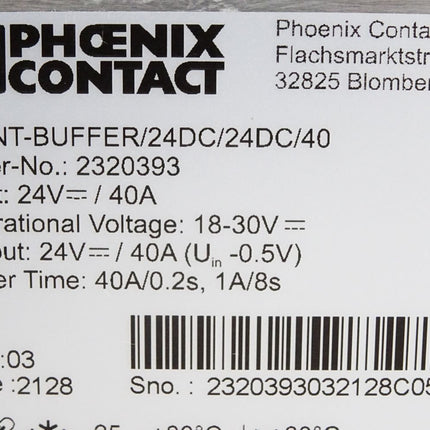 PHŒNIX
CONTACT
Phoenix Conta
Flachsmarktstr
32825 Blomber
NT-BUFFER/24DC/24DC/40
er-No.: 2320393
t: 24V⎓ / 40A
rational Voltage: 18-30V⎓
out: 24V⎓ / 40A (Uin -0.5V)
er Time: 40A/0.2s, 1A/8s
:03
e :2128
Sno. : 2320393032128C05